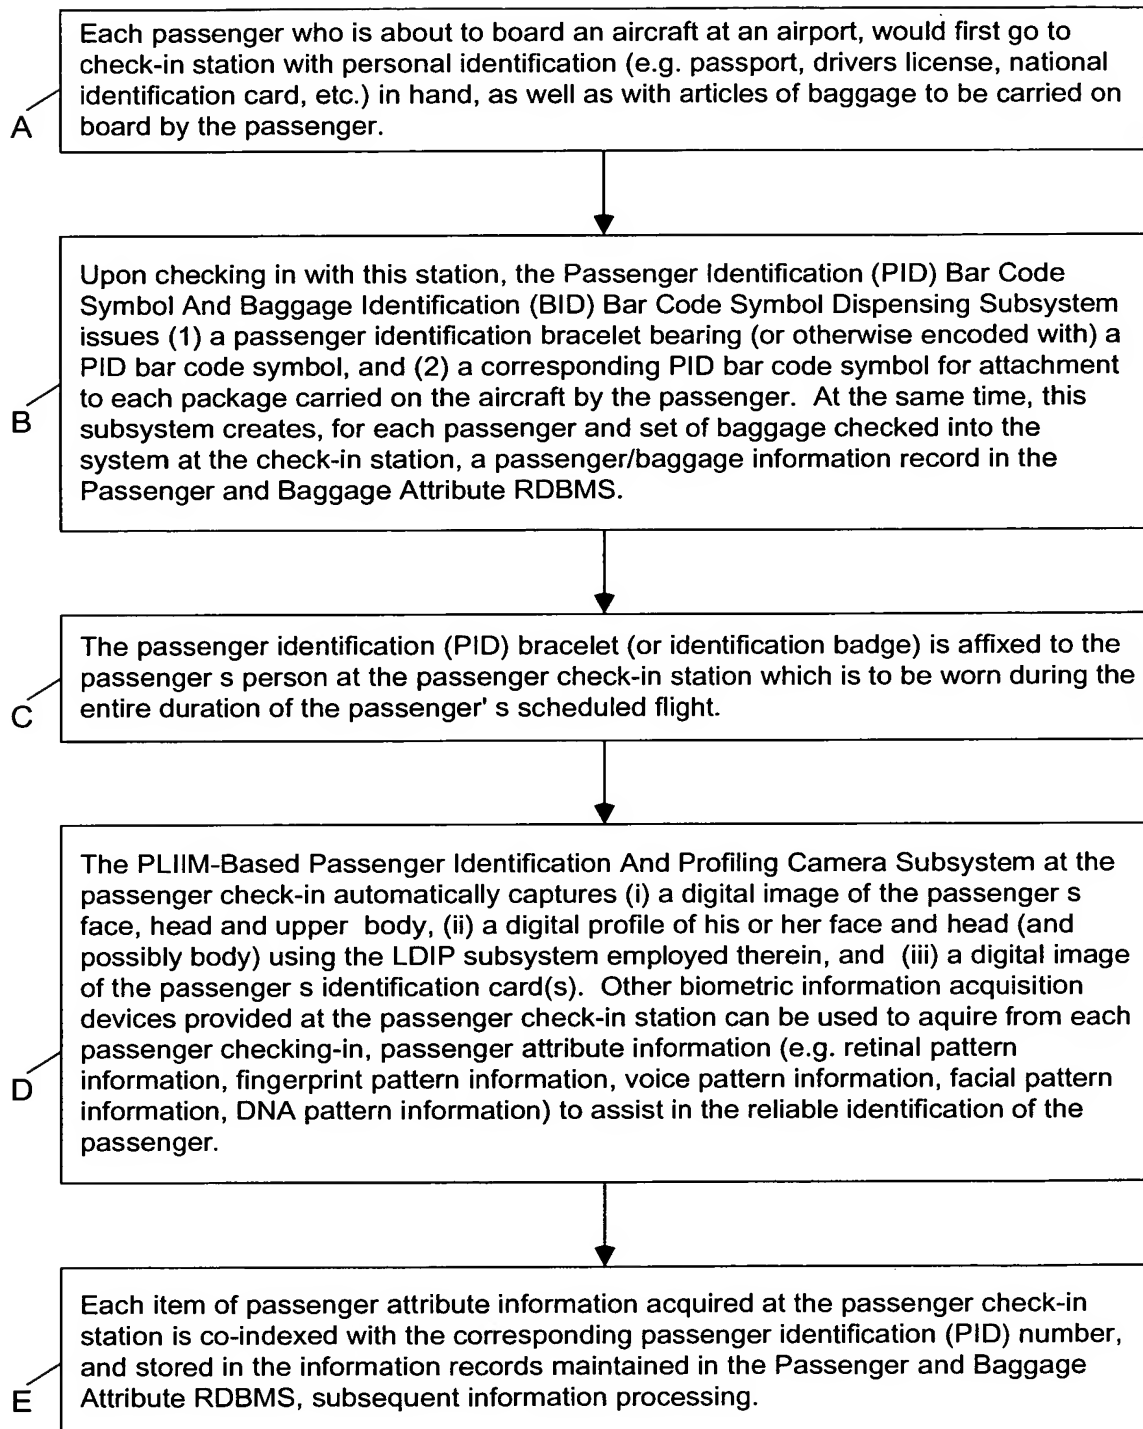 Each passenger who is about to board an aircraft at an airport, would first go to
check-in station with personal identification (e.g. passport, drivers license, national
identification card, etc.) in hand, as well as with articles of baggage to be carried on
board by the passenger.
A
Upon checking in with this station, the Passenger Identification (PID) Bar Code
Symbol And Baggage Identification (BID) Bar Code Symbol Dispensing Subsystem
issues (1) a passenger identification bracelet bearing (or otherwise encoded with) a
PID bar code symbol, and (2) a corresponding PID bar code symbol for attachment
to each package carried on the aircraft by the passenger. At the same time, this
subsystem creates, for each passenger and set of baggage checked into the
system at the check-in station, a passenger/baggage information record in the
Passenger and Baggage Attribute RDBMS.
B
The passenger identification (PID) bracelet (or identification badge) is affixed to the
passenger s person at the passenger check-in station which is to be worn during the
entire duration of the passenger' s scheduled flight.
C
The PLIIM-Based Passenger Identification And Profiling Camera Subsystem at the
passenger check-in automatically captures (i) a digital image of the passenger s
face, head and upper body, (ii) a digital profile of his or her face and head (and
possibly body) using the LDIP subsystem employed therein, and (iii) a digital image
of the passenger s identification card(s). Other biometric information acquisition
devices provided at the passenger check-in station can be used to aquire from each
passenger checking-in, passenger attribute information (e.g. retinal pattern
information, fingerprint pattern information, voice pattern information, facial pattern
information, DNA pattern information) to assist in the reliable identification of the
passenger.
D
Each item of passenger attribute information acquired at the passenger check-in
station is co-indexed with the corresponding passenger identification (PID) number,
and stored in the information records maintained in the Passenger and Baggage
Attribute RDBMS, subsequent information processing.
E